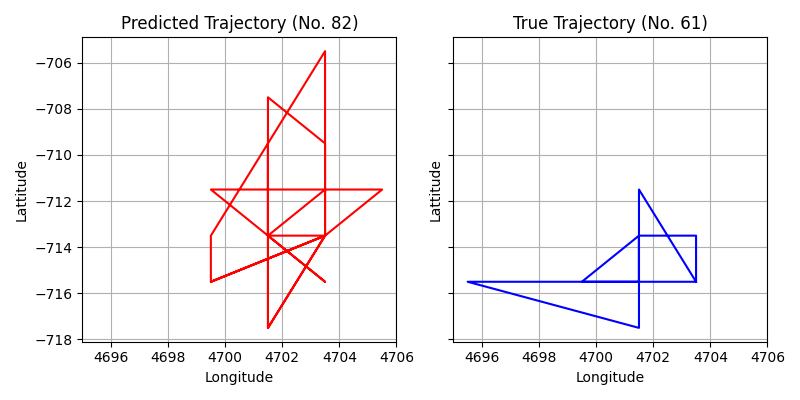 Predicted Trajectory (No. 82)
True Trajectory (No. 61)
Lattitude
−706
−708
−710
−712
−714
−716
−718
4696 4698 4700 4702 4704 4706
Longitude
Lattitude
4696 4698 4700 4702 4704 4706
Longitude